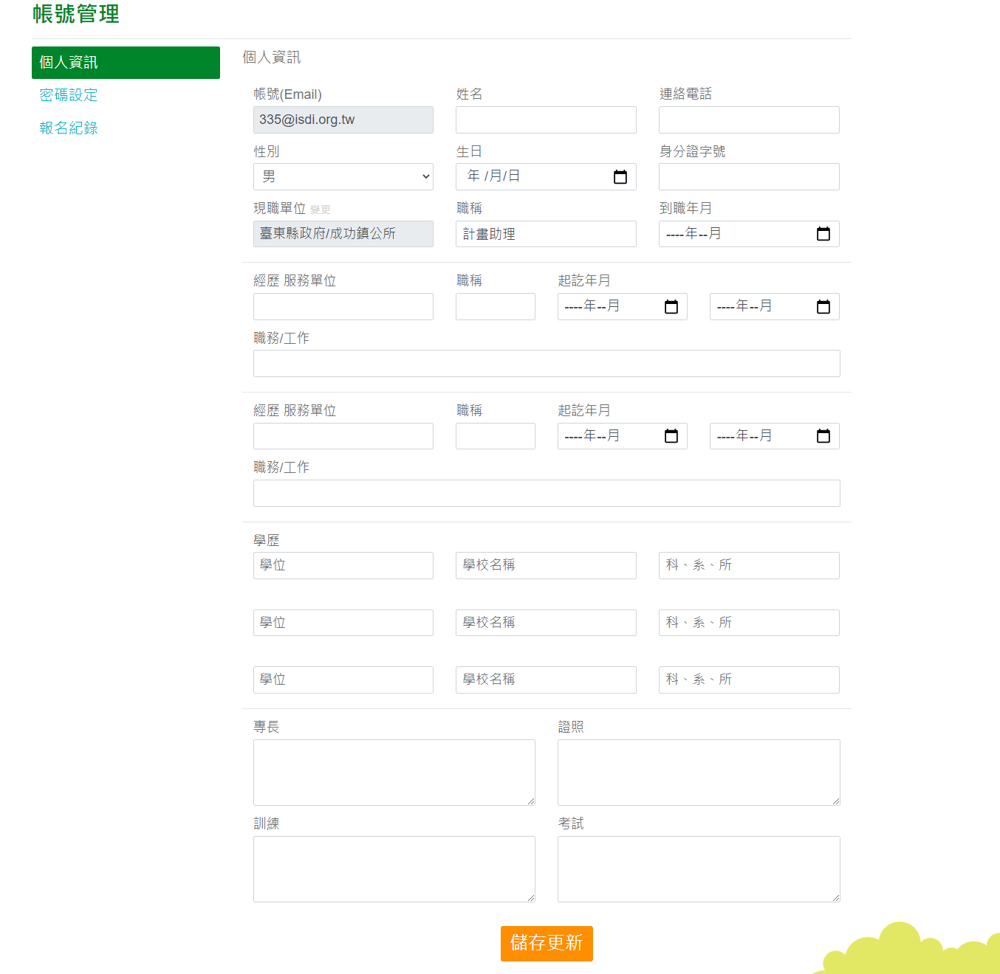 帳號管理
個人資訊
密碼設定
報名紀錄
個人資訊
帳號(Email) 姓名 連絡電話
335@isdi.org.tw
性別 生日 身分證字號
男 年 /月/日
現職單位 變更 職稱 到職年月
臺東縣政府/成功鎮公所 計畫助理 ----年--月
經歷 服務單位 職稱 起訖年月
----年--月 ----年--月
職務/工作
經歷 服務單位 職稱 起訖年月
----年--月 ----年--月
職務/工作
學歷
學位 學校名稱 科、系、所
學位 學校名稱 科、系、所
學位 學校名稱 科、系、所
專長 證照
訓練 考試
儲存更新